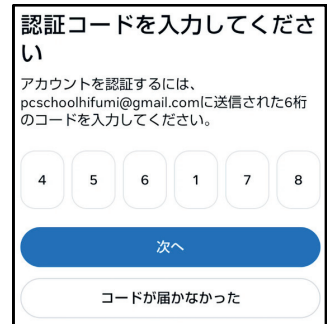 認証コードを入力してくださ
い
アカウントを認証するには、
pcschoolhifumi@gmail.comに送信された6桁
のコードを入力してください。
4 5 6 1 7 8
次へ
コードが届かなかった